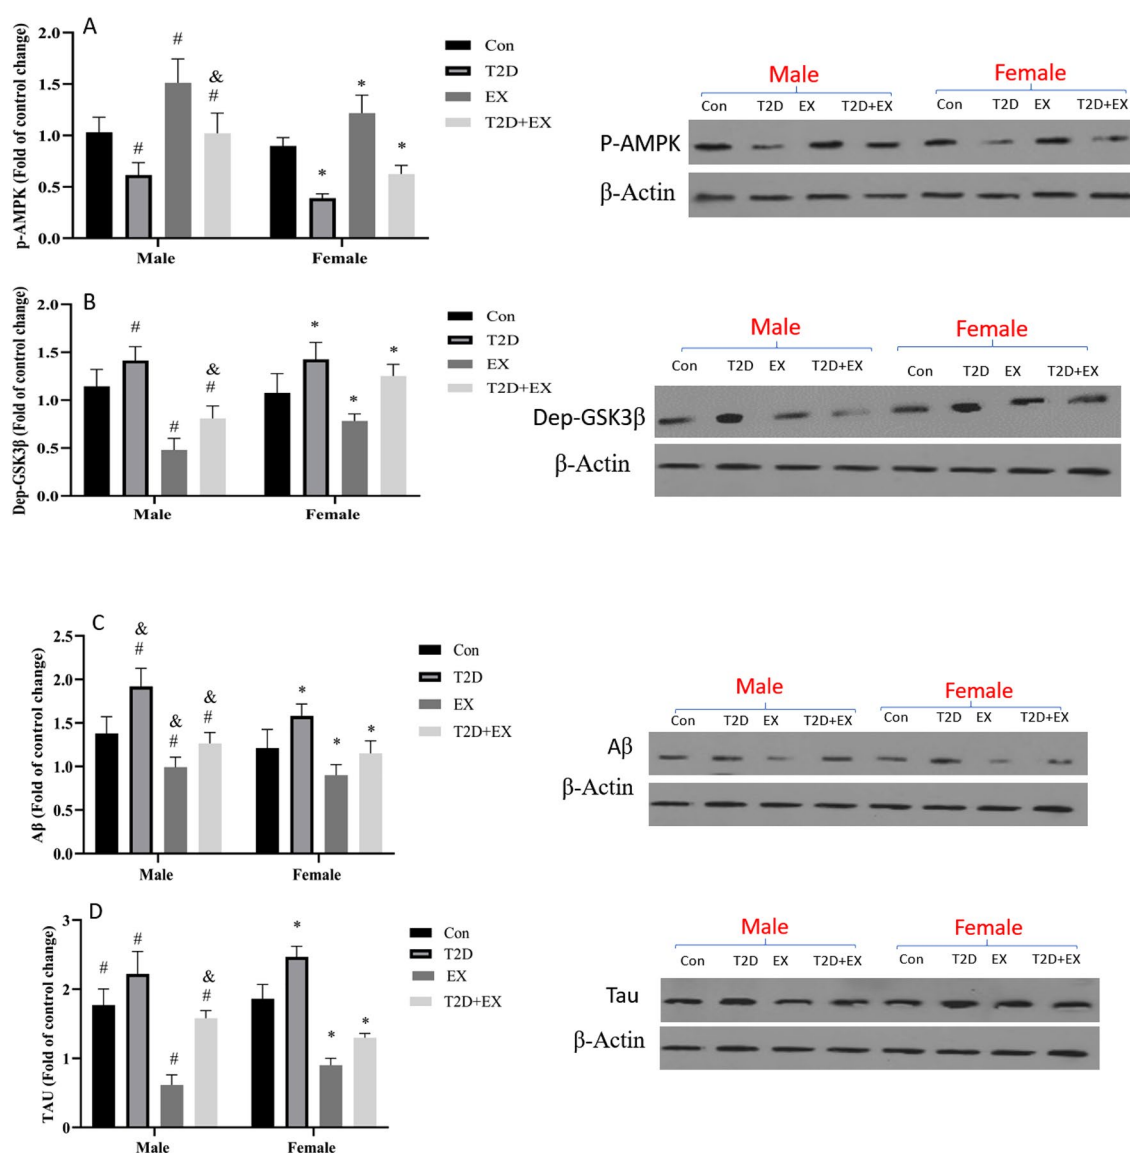 A
p-AMPK (Fold of control change)
2.0
1.5
1.0
0.5
0.0
#
#
&
#
*
*
*
Male
Female
Con
T2D
EX
T2D+EX
Male
Female
Con T2D EX T2D+EX Con T2D EX T2D+EX
P-AMPK
β-Actin
B
Dep-GSK3β (Fold of control change)
2.0
1.5
1.0
0.5
0.0
#
#
&
#
*
*
*
Male
Female
Con
T2D
EX
T2D+EX
Male
Female
Con T2D EX T2D+EX Con T2D EX T2D+EX
Dep-GSK3β
β-Actin
C
Aβ (Fold of control change)
2.5
2.0
1.5
1.0
0.5
0.0
&
#
&
#
&
#
*
*
*
Male
Female
Con
T2D
EX
T2D+EX
Male
Female
Con T2D EX T2D+EX Con T2D EX T2D+EX
Aβ
β-Actin
D
TAU (Fold of control change)
3
2
1
0
#
#
#
&
#
*
*
*
Male
Female
Con
T2D
EX
T2D+EX
Male
Female
Con T2D EX T2D+EX Con T2D EX T2D+EX
Tau
β-Actin